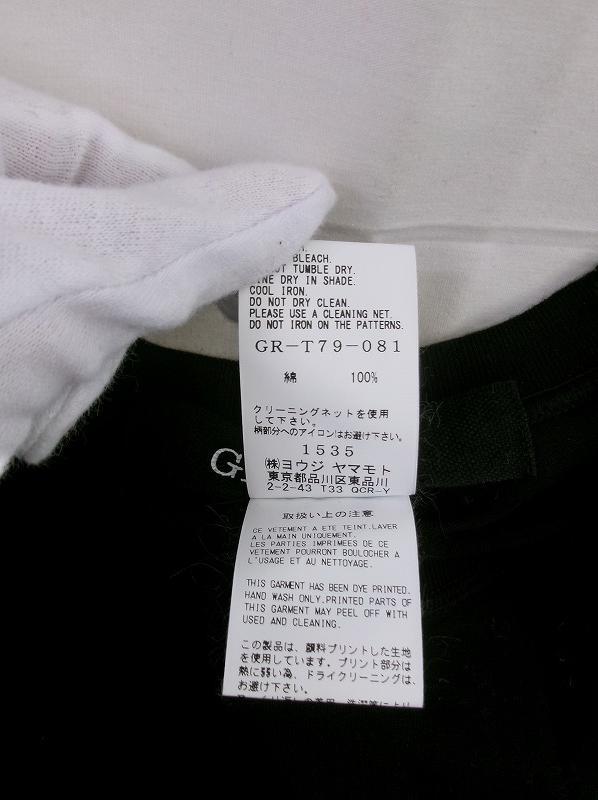 BLEACH.
TUMBLE DRY.
DRY IN SHADE.
COOL IRON.
DO NOT DRY CLEAN.
PLEASE USE A CLEANING NET.
DO NOT IRON ON THE PATTERNS.
GR-T79-081
綿 100%
クリーニングネットを使用
して下さい。
柄部分へのアイロンはお避け下さい。
1535
㈱ヨウジ ヤマモト
東京都品川区東品川
2-2-43 T33 QCR-Y
G
取扱い上の注意
CE VETEMENT A ETE TEINT.LAVER
A LA MAIN UNIQUEMENT.
LES PARTIES IMPRIMEES DE CE
VETEMENT POURRONT BOULOCHER A
L'USAGE ET AU NETTOYAGE.
THIS GARMENT HAS BEEN DYE PRINTED.
HAND WASH ONLY.PRINTED PARTS OF
THIS GARMENT MAY PEEL OFF WITH
USED AND CLEANING.
この製品は、顔料プリントした生地
を使用しています。プリント部分は
熱に弱い為、ドライクリーニングは、
お避け下さい。